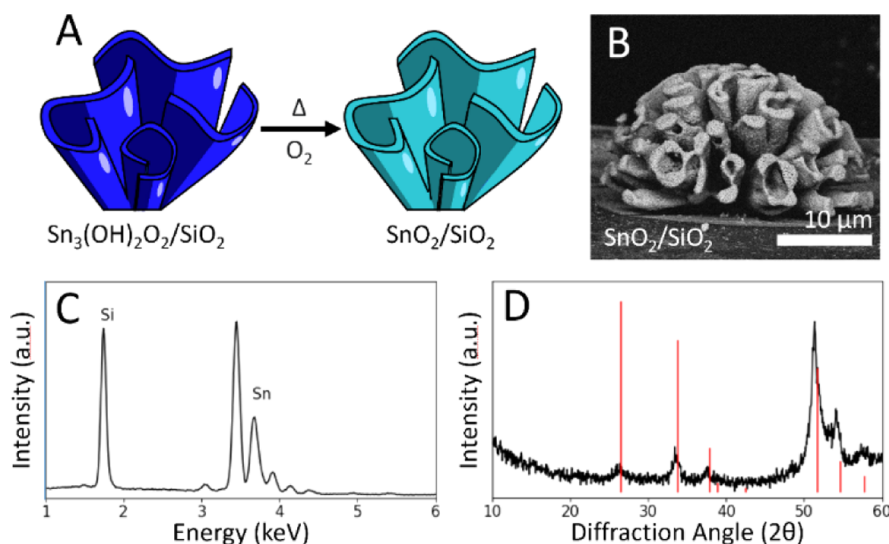 A
Δ
O₂
Sn₃(OH)₂O₂/SiO₂
SnO₂/SiO₂
B
10 µm
SnO₂/SiO₂
C
Si
Sn
Intensity (a.u.)
1 2 3 4 5 6
Energy (keV)
D
Intensity (a.u.)
10 20 30 40 50 60
Diffraction Angle (2θ)